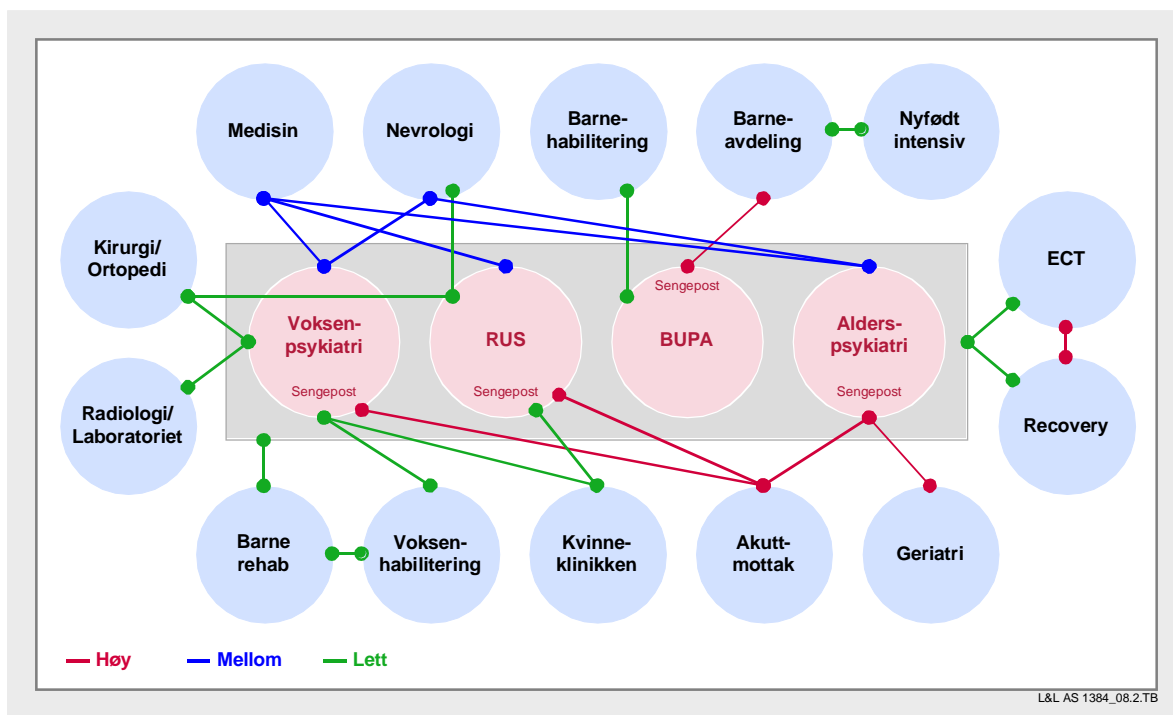 Medisin
Nevrologi
Barne-
habilitering
Barne-
avdeling
Nyfødt
intensiv
Kirurgi/
Ortopedi
ECT
Sengepost
Voksen-
psykiatri
RUS
BUPA
Alders-
psykiatri
Sengepost
Sengepost
Sengepost
Radiologi/
Laboratoriet
Recovery
Barne
rehab
Voksen-
habilitering
Kvinne-
klinikken
Akutt-
mottak
Geriatri
Høy
Mellom
Lett
L&L AS 1384_08.2.TB